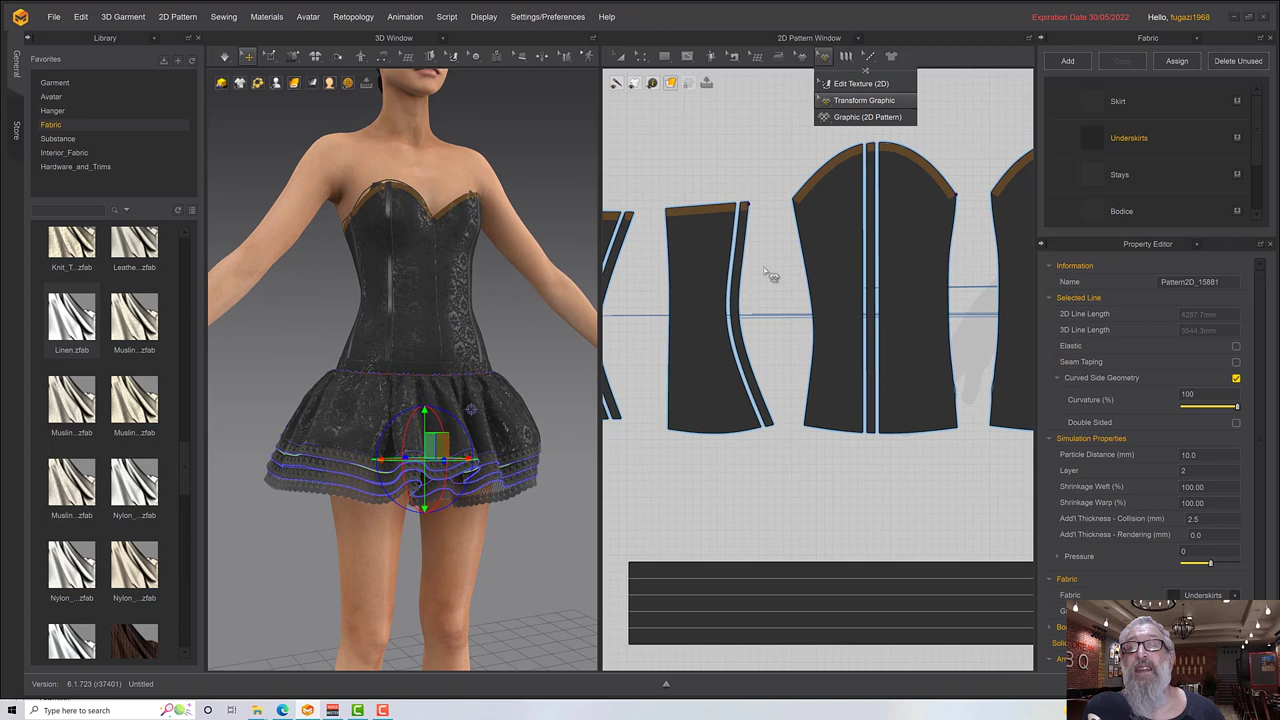 File Edit 3D Garment 2D Pattern Sewing Materials Avatar Retopology Animation Script Display Settings/Preferences Help
Expiration Date 30/05/2022 Hello, fugazi1968
General
Store
Library
Favorites
Garment
Avatar
Hanger
Fabric
Substance
Interior_Fabric
Hardware_and_Trims
Knit_T...zfab Leathe...zfab
Linen.zfab Muslin...zfab
Muslin...zfab Muslin...zfab
Muslin...zfab Nylon_...zfab
Nylon_...zfab Nylon_...zfab
3D Window
2D Pattern Window
Edit Texture (2D)
Transform Graphic
Graphic (2D Pattern)
Fabric
Add Copy Assign Delete Unused
Skirt
Underskirts
Stays
Bodice
Property Editor
Information
Name Pattern2D_15881
Selected Line
2D Line Length 4287.7mm
3D Line Length 3544.3mm
Elastic
Seam Taping
Curved Side Geometry
Curvature (%) 100
Double Sided
Simulation Properties
Particle Distance (mm) 10.0
Layer 2
Shrinkage Weft (%) 100.00
Shrinkage Warp (%) 100.00
Add'l Thickness - Collision (mm) 2.5
Add'l Thickness - Rendering (mm) 0.0
Pressure 0
Fabric
Fabric Underskirts
Version: 6.1.723 (r37401) Untitled
Type here to search